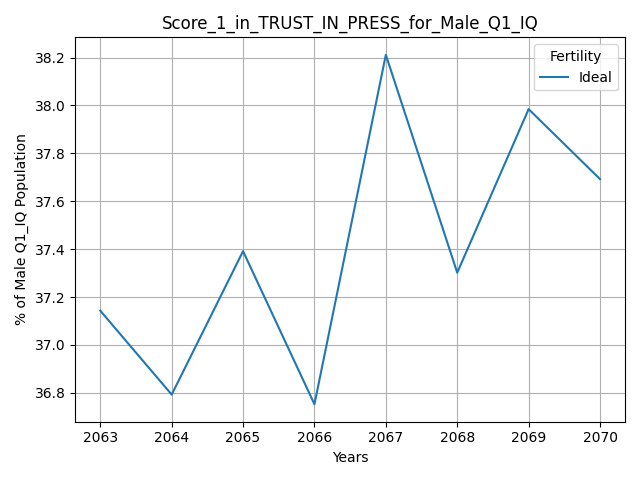 Score_1_in_TRUST_IN_PRESS_for_Male_Q1_IQ
Fertility
Ideal
% of Male Q1_IQ Population
38.2
38.0
37.8
37.6
37.4
37.2
37.0
36.8
2063 2064 2065 2066 2067 2068 2069 2070
Years